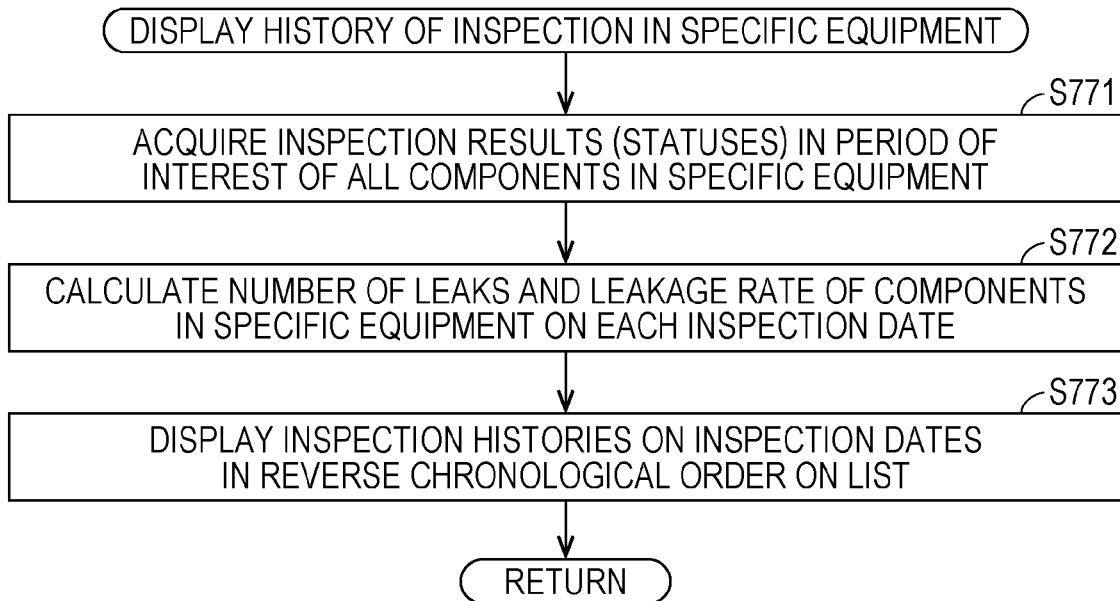 DISPLAY HISTORY OF INSPECTION IN SPECIFIC EQUIPMENT
S771
ACQUIRE INSPECTION RESULTS (STATUSES) IN PERIOD OF
INTEREST OF ALL COMPONENTS IN SPECIFIC EQUIPMENT
S772
CALCULATE NUMBER OF LEAKS AND LEAKAGE RATE OF COMPONENTS
IN SPECIFIC EQUIPMENT ON EACH INSPECTION DATE
S773
DISPLAY INSPECTION HISTORIES ON INSPECTION DATES
IN REVERSE CHRONOLOGICAL ORDER ON LIST
RETURN